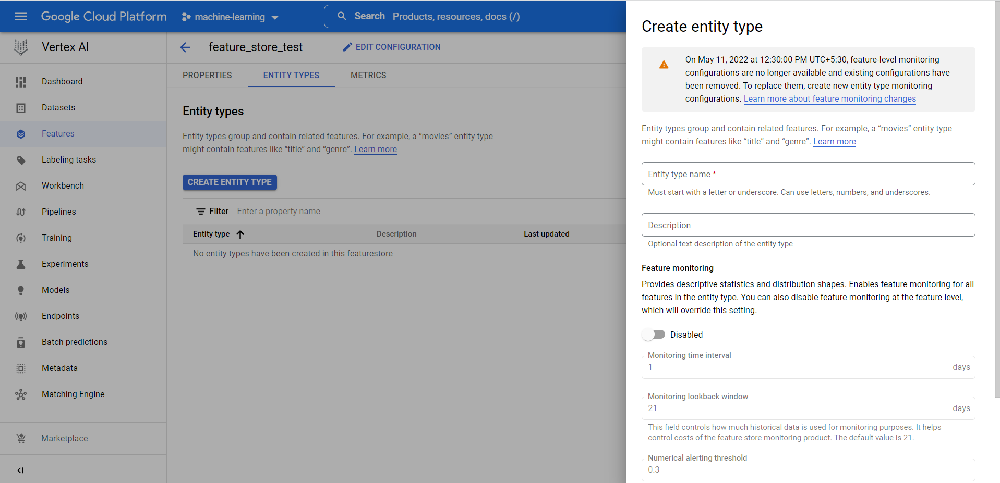 Google Cloud Platform
machine-learning
Search Products, resources, docs (/)
Vertex AI
Dashboard
Datasets
Features
Labeling tasks
Workbench
Pipelines
Training
Experiments
Models
Endpoints
Batch predictions
Metadata
Matching Engine
Marketplace
feature_store_test
EDIT CONFIGURATION
PROPERTIES
ENTITY TYPES
METRICS
Entity types
Entity types group and contain related features. For example, a “movies” entity type
might contain features like “title” and “genre”. Learn more
CREATE ENTITY TYPE
Filter Enter a property name
Entity type Description Last updated
No entity types have been created in this featurestore
Create entity type
On May 11, 2022 at 12:30:00 PM UTC+5:30, feature-level monitoring
configurations are no longer available and existing configurations have
been removed. To replace them, create new entity type monitoring
configurations. Learn more about feature monitoring changes
Entity types group and contain related features. For example, a “movies” entity type
might contain features like “title” and “genre”. Learn more
Entity type name *
Must start with a letter or underscore. Can use letters, numbers, and underscores.
Description
Optional text description of the entity type
Feature monitoring
Provides descriptive statistics and distribution shapes. Enables feature monitoring for all
features in the entity type. You can also disable feature monitoring at the feature level,
which will override this setting.
Disabled
Monitoring time interval
1 days
Monitoring lookback window
21 days
This field controls how much historical data is used for monitoring purposes. It helps
control costs of the feature store monitoring product. The default value is 21.
Numerical alerting threshold
0.3